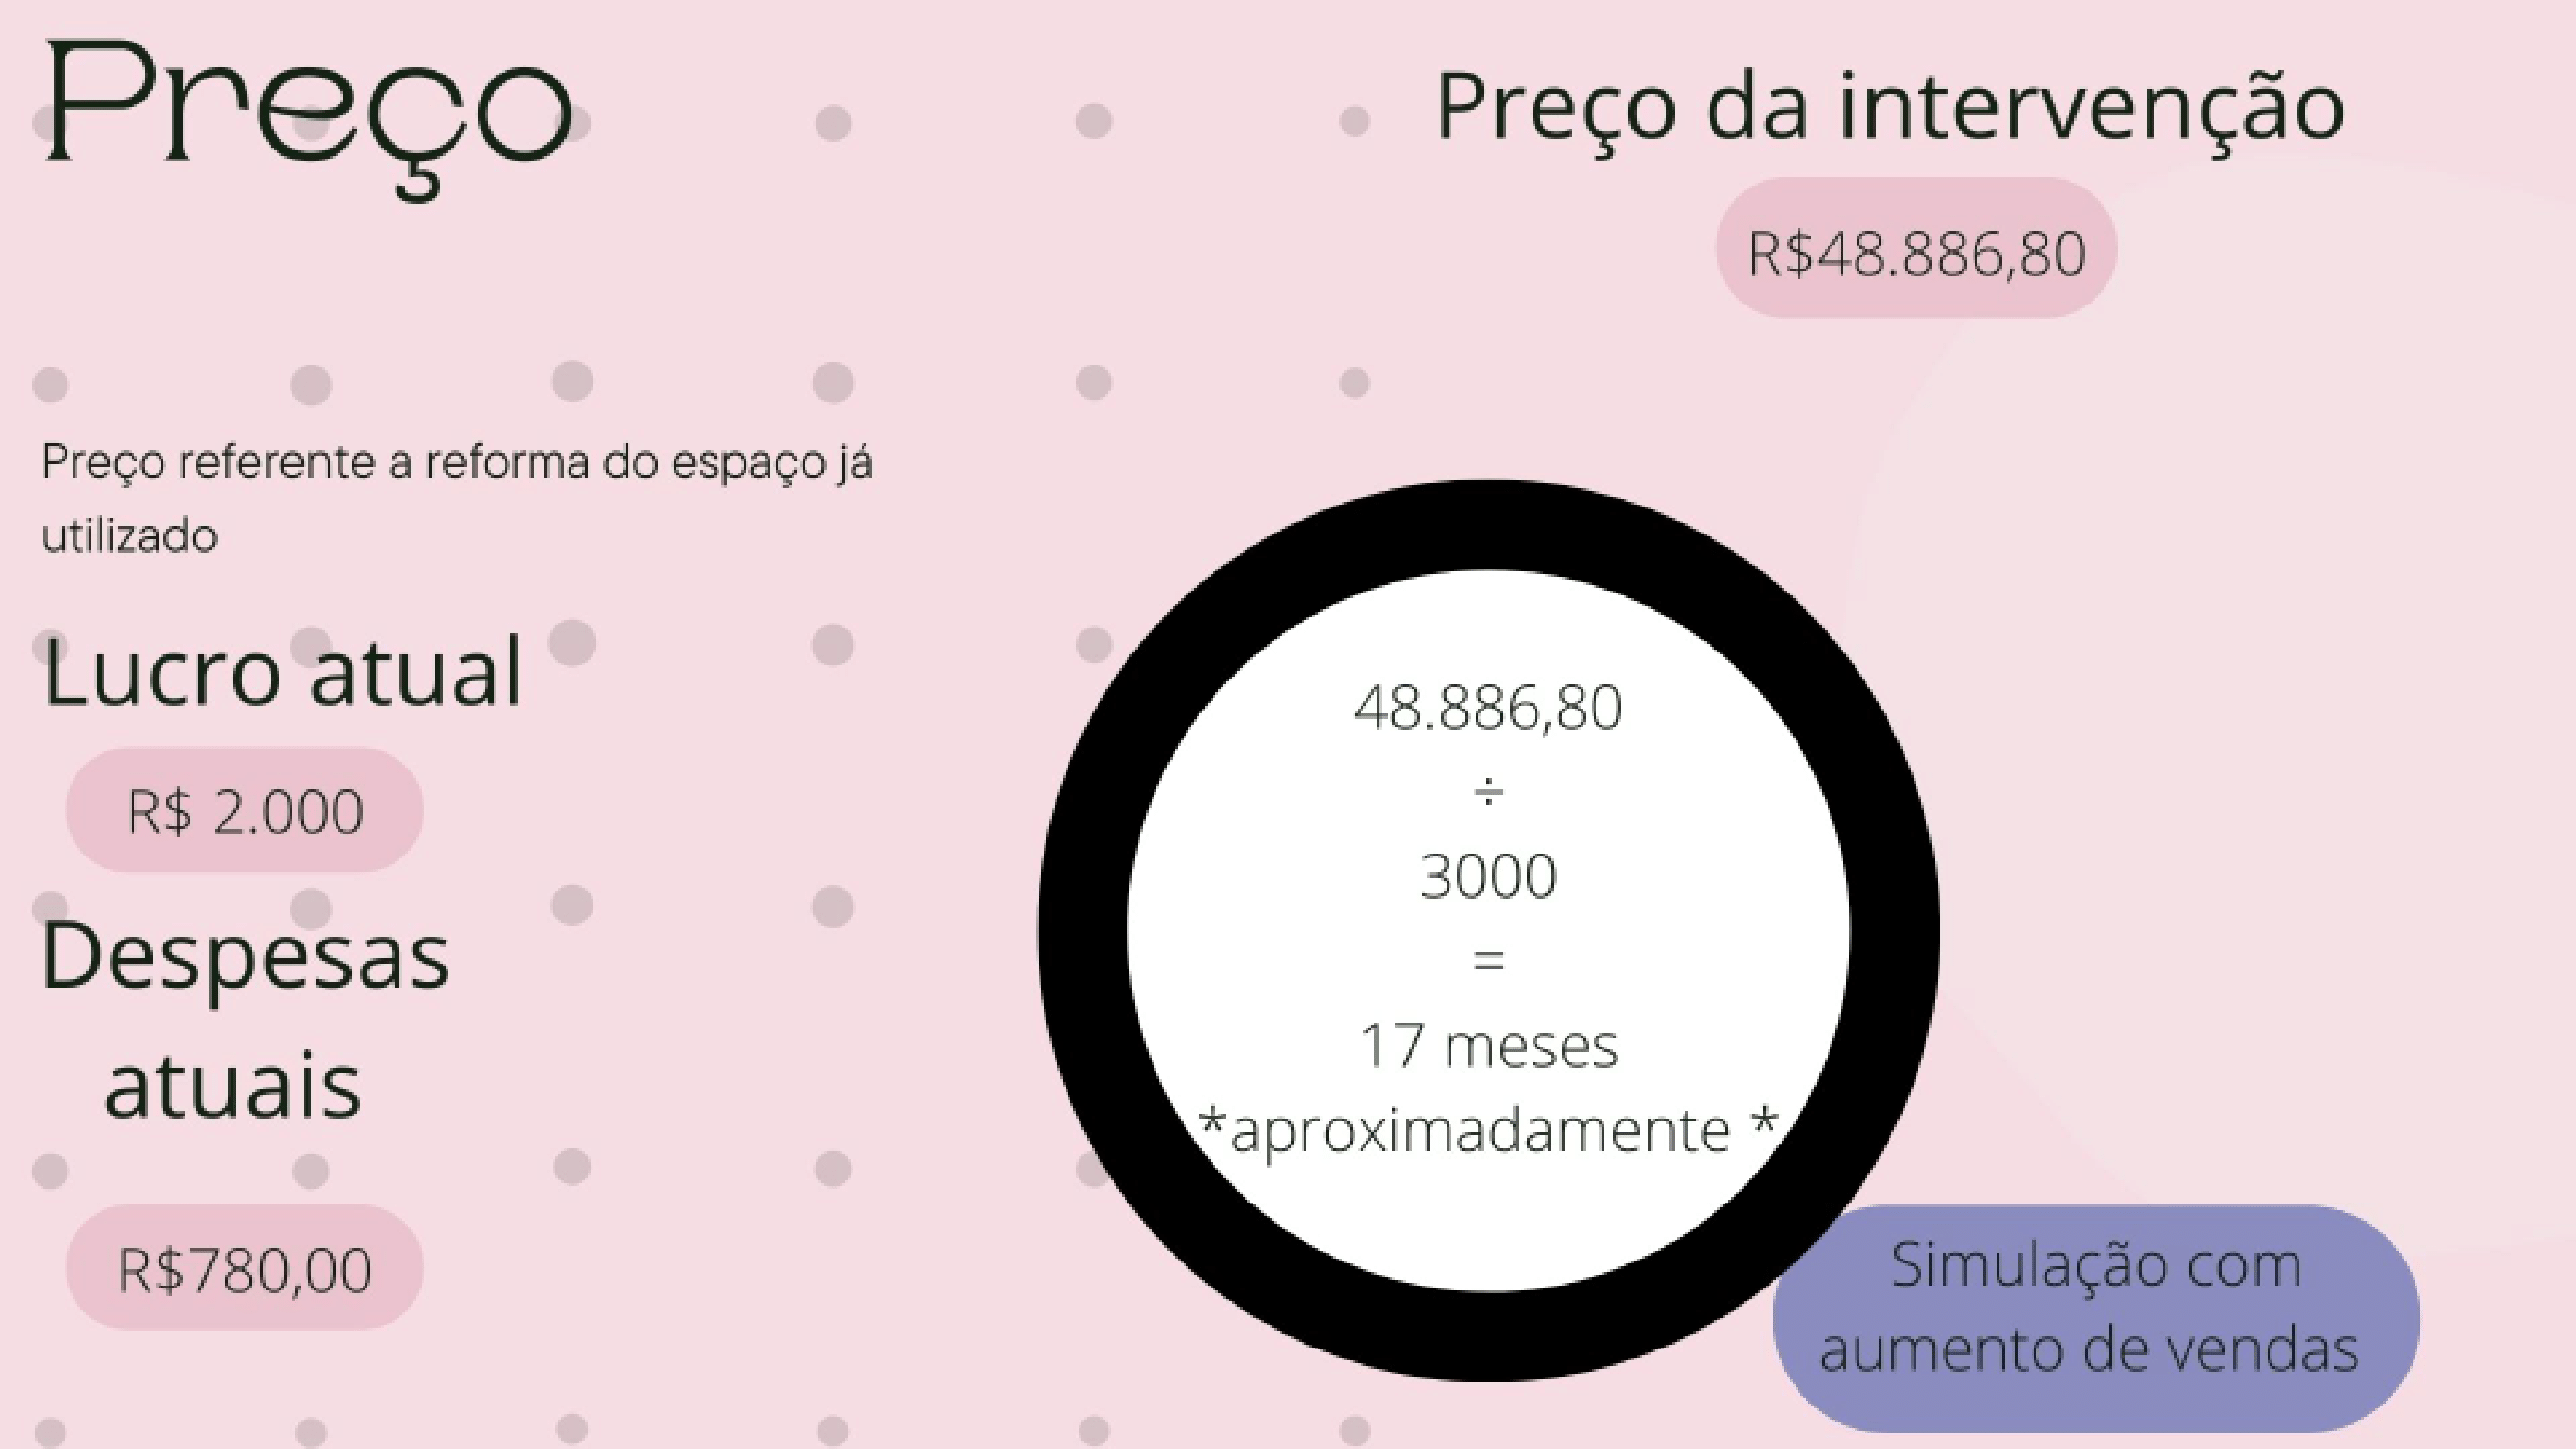 Preço
Preço referente a reforma do espaço já
utilizado
Lucro atual
R$ 2.000
Despesas
atuais
R$780,00
Preço da intervenção
R$48.886,80
48.886,80
÷
3000
=
17 meses
*aproximadamente *
Simulação com
aumento de vendas